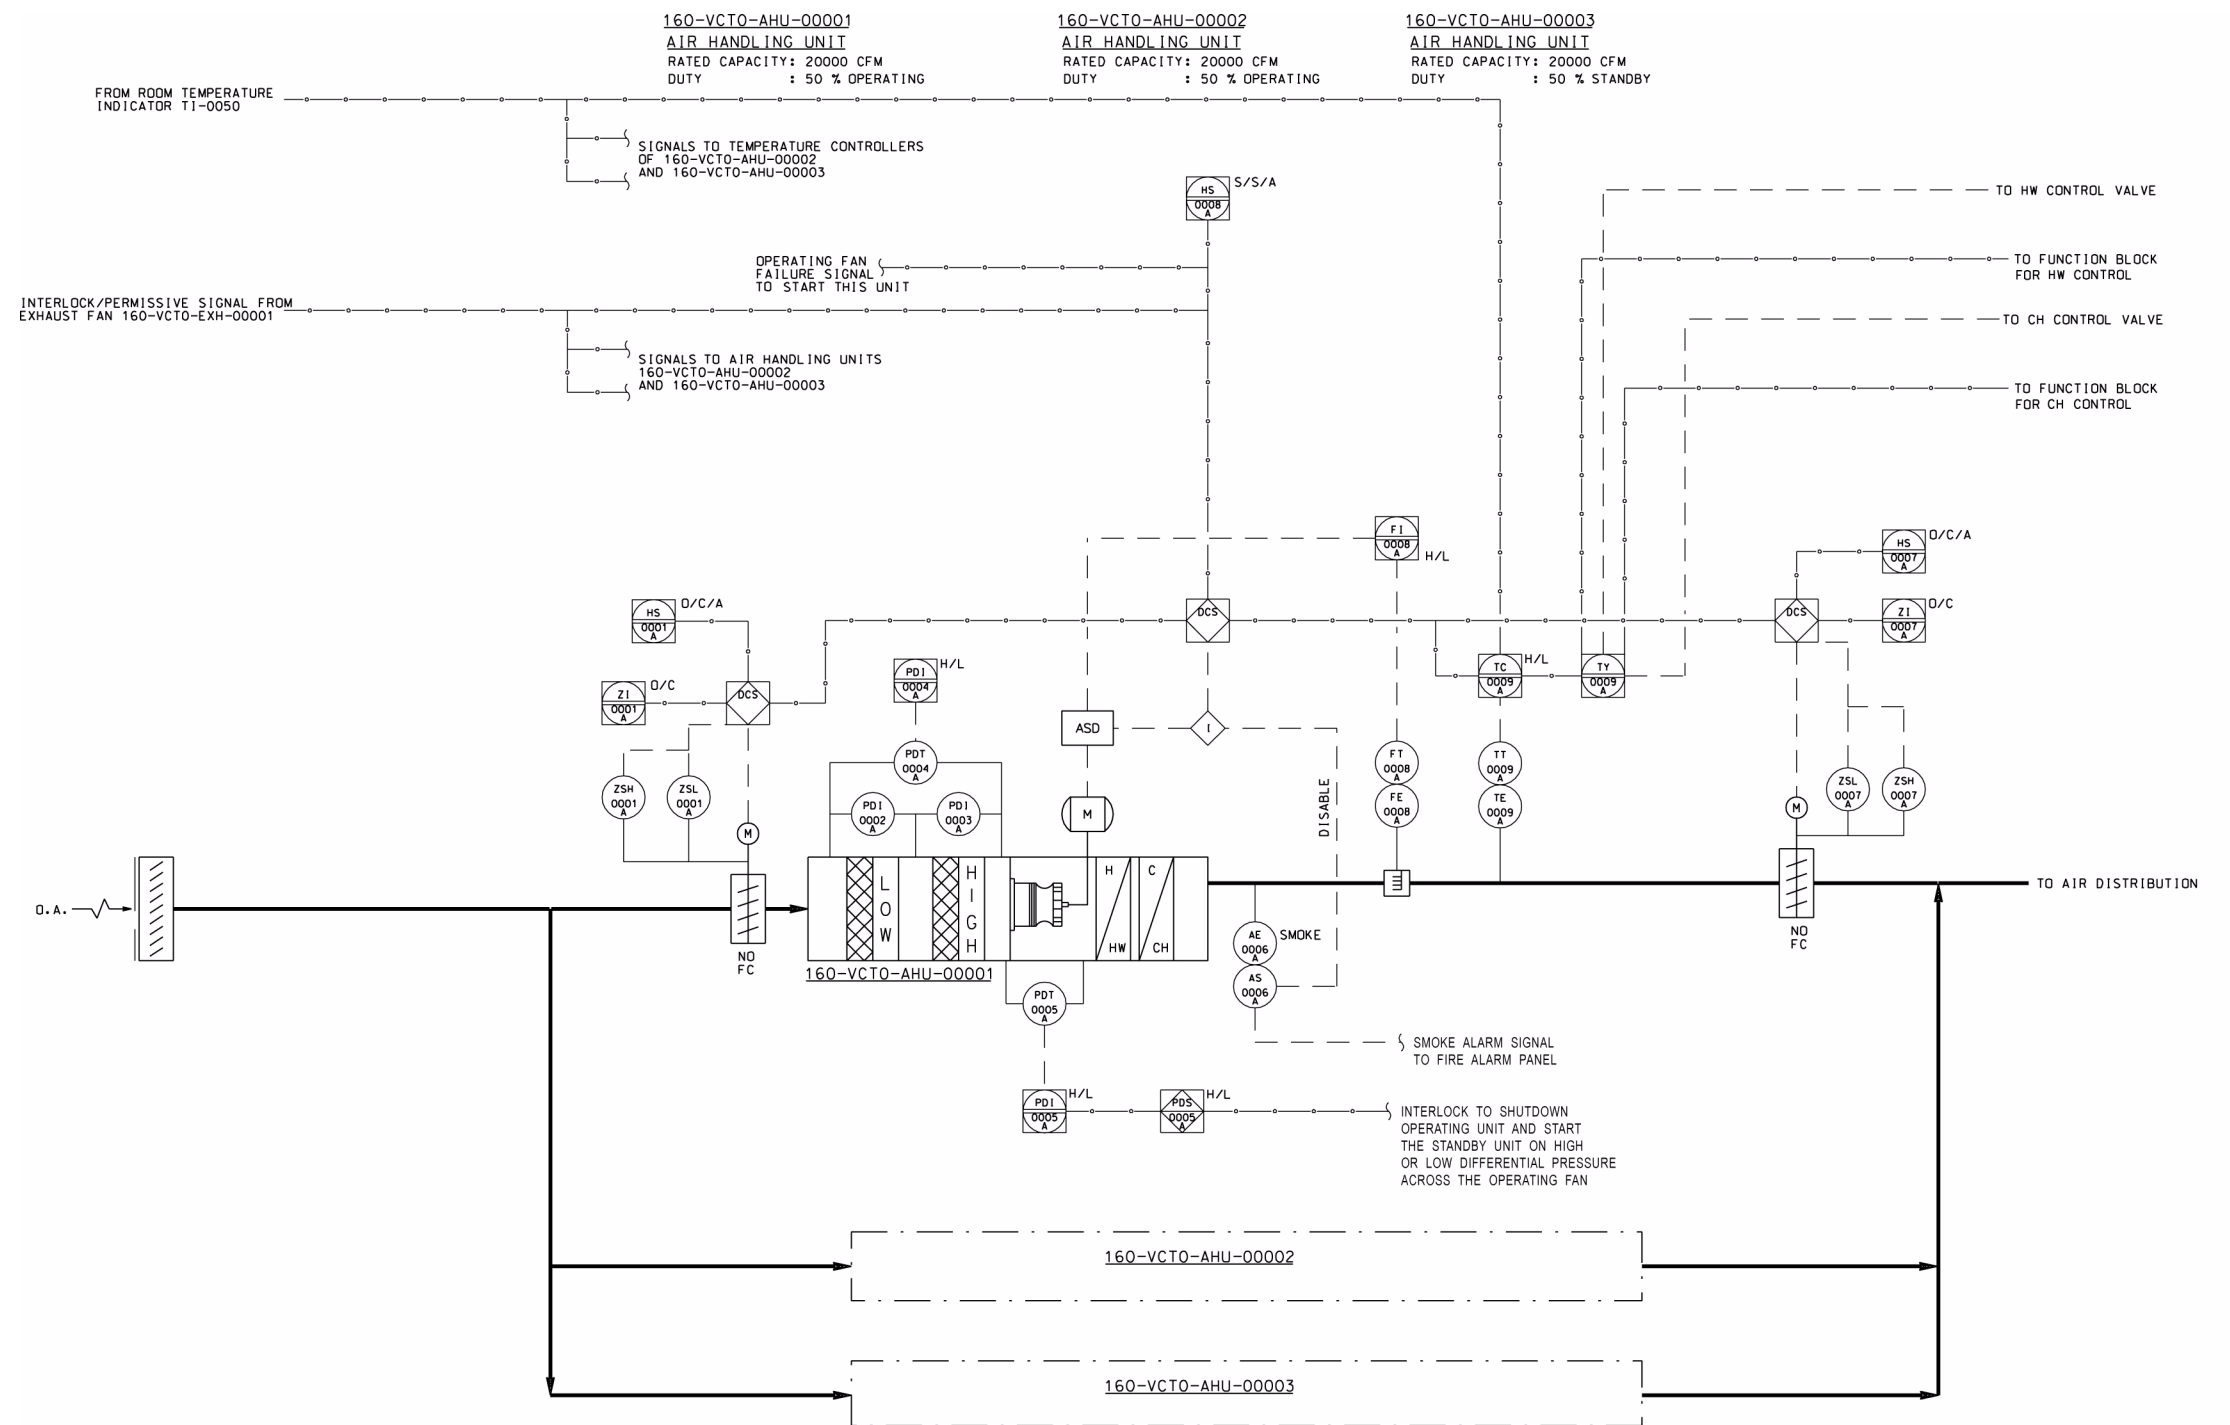 160-VCTO-AHU-00001
AIR HANDLING UNIT
RATED CAPACITY: 20000 CFM
DUTY : 50 % OPERATING
160-VCTO-AHU-00002
AIR HANDLING UNIT
RATED CAPACITY: 20000 CFM
DUTY : 50 % OPERATING
160-VCTO-AHU-00003
AIR HANDLING UNIT
RATED CAPACITY: 20000 CFM
DUTY : 50 % STANDBY
FROM ROOM TEMPERATURE
INDICATOR TI-0050
SIGNALS TO TEMPERATURE CONTROLLERS
OF 160-VCTO-AHU-00002
AND 160-VCTO-AHU-00003
HS
0008
A
S/S/A
TO HW CONTROL VALVE
OPERATING FAN
FAILURE SIGNAL
TO START THIS UNIT
TO FUNCTION BLOCK
FOR HW CONTROL
INTERLOCK/PERMISSIVE SIGNAL FROM
EXHAUST FAN 160-VCTO-EXH-00001
TO CH CONTROL VALVE
SIGNALS TO AIR HANDLING UNITS
160-VCTO-AHU-00002
AND 160-VCTO-AHU-00003
TO FUNCTION BLOCK
FOR CH CONTROL
FI
0008
A
H/L
HS
0007
A
O/C/A
HS
0001
A
O/C/A
DCS
DCS
ZI
0007
A
O/C
ZI
0001
A
O/C
DCS
PDI
0004
A
H/L
TC
0009
A
H/L
TY
0009
A
ASD
I
PDT
0004
A
FT
0008
A
TT
0009
A
ZSH
0001
A
ZSL
0001
A
ZSL
0007
A
ZSH
0007
A
PDI
0002
A
PDI
0003
A
M
DISABLE
FE
0008
A
TE
0009
A
M
M
O.A.
LOW
HIGH
H
HW
C
CH
TO AIR DISTRIBUTION
NO
FC
NO
FC
160-VCTO-AHU-00001
AE
0006
A
SMOKE
AS
0006
A
PDT
0005
A
SMOKE ALARM SIGNAL
TO FIRE ALARM PANEL
PDI
0005
A
H/L
PDS
0005
A
H/L
INTERLOCK TO SHUTDOWN
OPERATING UNIT AND START
THE STANDBY UNIT ON HIGH
OR LOW DIFFERENTIAL PRESSURE
ACROSS THE OPERATING FAN
160-VCTO-AHU-00002
160-VCTO-AHU-00003